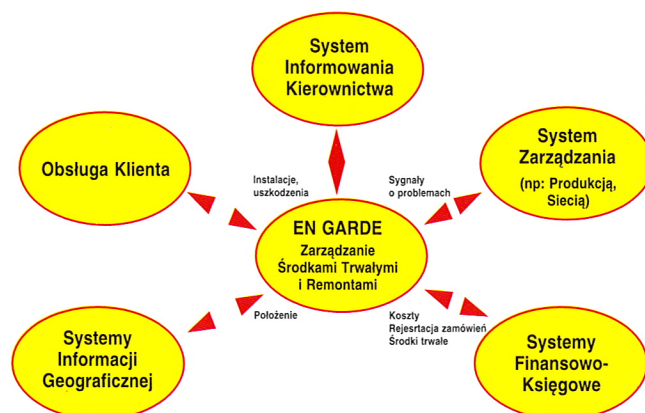 System
Informowania
Kierownictwa
Obsługa Klienta
System
Zarządzania
(np: Produkcją,
Siecią)
Instalacje,
uszkodzenia
Sygnały
o problemach
EN GARDE
Zarządzanie
Środkami Trwałymi
i Remontami
Położenie
Koszty
Rejesrtacja zamówień
Środki trwałe
Systemy
Informacji
Geograficznej
Systemy
Finansowo-
Księgowe